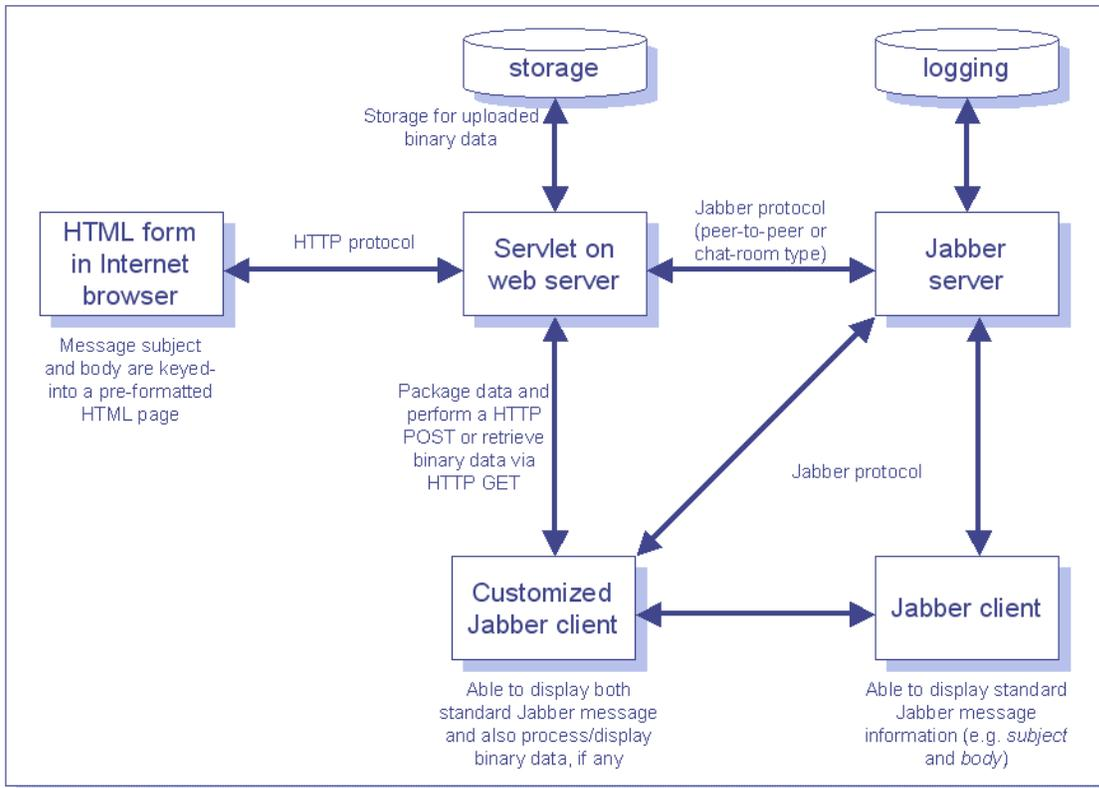 storage
logging
Storage for uploaded
binary data
HTML form
in Internet
browser
HTTP protocol
Servlet on
web server
Jabber protocol
(peer-to-peer or
chat-room type)
Jabber
server
Message subject
and body are keyed-
into a pre-formatted
HTML page
Package data and
perform a HTTP
POST or retrieve
binary data via
HTTP GET
Jabber protocol
Customized
Jabber client
Jabber client
Able to display both
standard Jabber message
and also process/display
binary data, if any
Able to display standard
Jabber message
information (e.g. subject
and body)